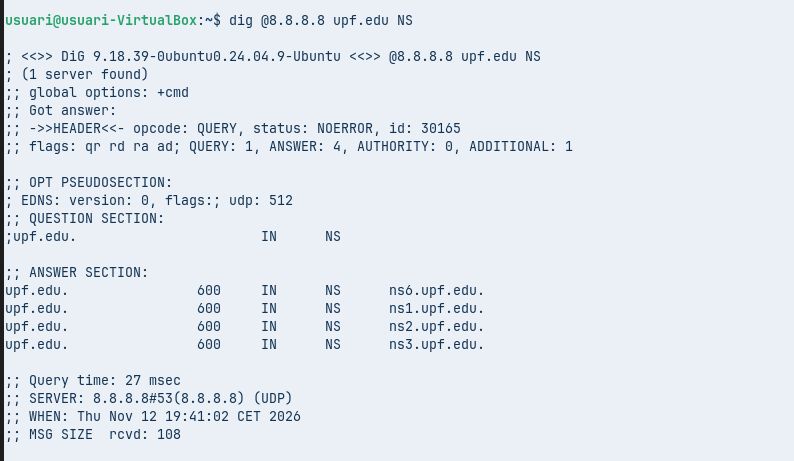 usuari@usuari-VirtualBox:~$ dig @8.8.8.8 upf.edu NS

; <<>> DiG 9.18.39-0ubuntu0.24.04.9-Ubuntu <<>> @8.8.8.8 upf.edu NS
; (1 server found)
;; global options: +cmd
;; Got answer:
;; ->>HEADER<<- opcode: QUERY, status: NOERROR, id: 30165
;; flags: qr rd ra ad; QUERY: 1, ANSWER: 4, AUTHORITY: 0, ADDITIONAL: 1

;; OPT PSEUDOSECTION:
; EDNS: version: 0, flags:; udp: 512
;; QUESTION SECTION:
;upf.edu.                       IN      NS

;; ANSWER SECTION:
upf.edu.                600     IN      NS      ns6.upf.edu.
upf.edu.                600     IN      NS      ns1.upf.edu.
upf.edu.                600     IN      NS      ns2.upf.edu.
upf.edu.                600     IN      NS      ns3.upf.edu.

;; Query time: 27 msec
;; SERVER: 8.8.8.8#53(8.8.8.8) (UDP)
;; WHEN: Thu Nov 12 19:41:02 CET 2026
;; MSG SIZE  rcvd: 108